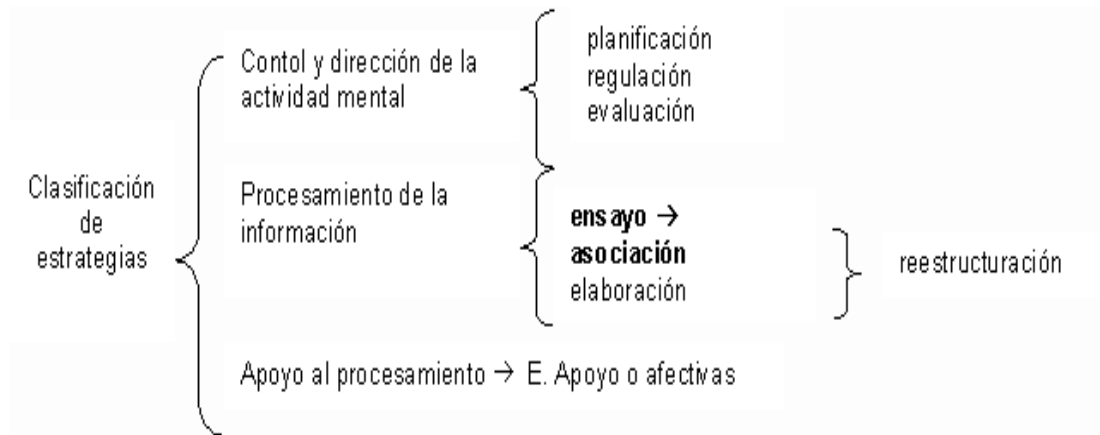 Clasificación
de
estrategias
Contol y dirección de la
actividad mental
planificación
regulación
evaluación
Procesamiento de la
información
ensayo →
asociación
elaboración
reestructuración
Apoyo al procesamiento → E. Apoyo o afectivas